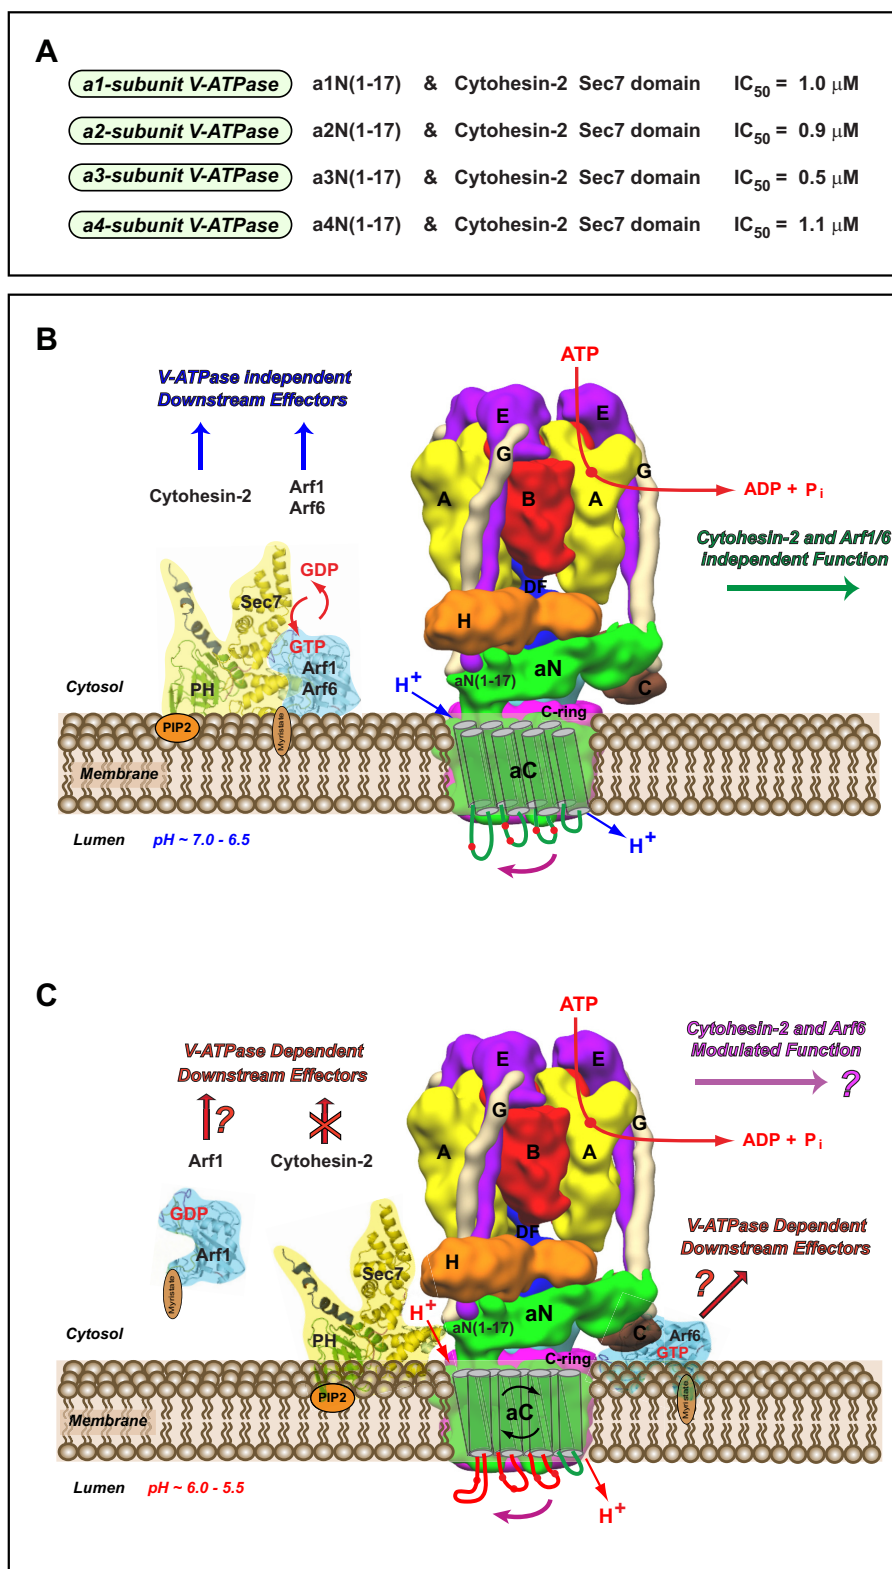 A
a1-subunit V-ATPase a1N(1-17) & Cytohesin-2 Sec7 domain IC50 = 1.0 μM
a2-subunit V-ATPase a2N(1-17) & Cytohesin-2 Sec7 domain IC50 = 0.9 μM
a3-subunit V-ATPase a3N(1-17) & Cytohesin-2 Sec7 domain IC50 = 0.5 μM
a4-subunit V-ATPase a4N(1-17) & Cytohesin-2 Sec7 domain IC50 = 1.1 μM
B
V-ATPase independent
Downstream Effectors
Cytohesin-2
Arf1
Arf6
ATP
E
E
G
G
A
B
A
ADP + Pi
Cytohesin-2 and Arf1/6
Independent Function
GDP
Sec7
GTP
Arf1
Arf6
PH
DF
H
aN
aN(1-17)
C
H+
C-ring
Cytosol
PIP2
Myristate
Membrane
aC
Lumen
pH ~ 7.0 - 6.5
H+
C
V-ATPase Dependent
Downstream Effectors
?
Arf1
Cytohesin-2
ATP
Cytohesin-2 and Arf6
Modulated Function
?
E
E
G
G
A
B
A
ADP + Pi
GDP
Arf1
Myristate
Sec7
PH
DF
H
aN
aN(1-17)
C
V-ATPase Dependent
Downstream Effectors
?
Arf6
GTP
H+
C-ring
Cytosol
PIP2
Myristate
Membrane
aC
Lumen
pH ~ 6.0 - 5.5
H+